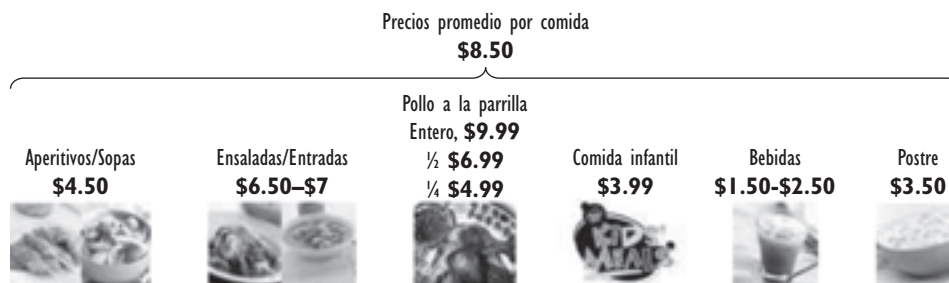 Precios promedio por comida
$8.50
Pollo a la parrilla
Entero, $9.99
½ $6.99
¼ $4.99
Aperitivos/Sopas
$4.50
Ensaladas/Entradas
$6.50–$7
Comida infantil
$3.99
Bebidas
$1.50-$2.50
Postre
$3.50
KIDS
MEALS